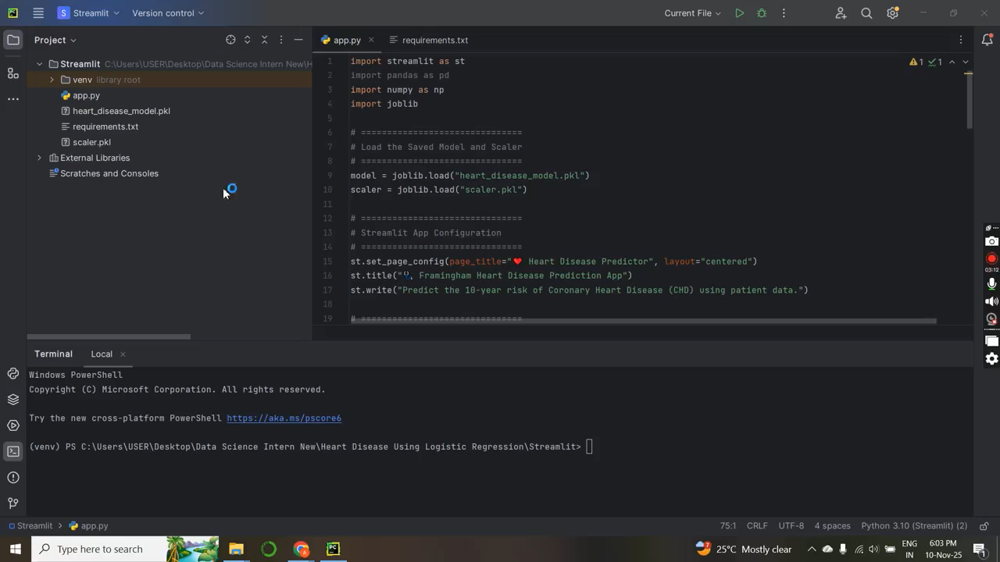 S Streamlit Version control Current File
Project
Streamlit C:\Users\USER\Desktop\Data Science Intern New\H
venv library root
app.py
heart_disease_model.pkl
requirements.txt
scaler.pkl
External Libraries
Scratches and Consoles
app.py requirements.txt
1 import streamlit as st
2 import pandas as pd
3 import numpy as np
4 import joblib
5
6 # ===============================
7 # Load the Saved Model and Scaler
8 # ===============================
9 model = joblib.load("heart_disease_model.pkl")
10 scaler = joblib.load("scaler.pkl")
11
12 # ===============================
13 # Streamlit App Configuration
14 # ===============================
15 st.set_page_config(page_title="❤️ Heart Disease Predictor", layout="centered")
16 st.title("🩺 Framingham Heart Disease Prediction App")
17 st.write("Predict the 10-year risk of Coronary Heart Disease (CHD) using patient data.")
18
19 # ===============================
1 1
03:12
Terminal Local
Windows PowerShell
Copyright (C) Microsoft Corporation. All rights reserved.
Try the new cross-platform PowerShell https://aka.ms/pscore6
(venv) PS C:\Users\USER\Desktop\Data Science Intern New\Heart Disease Using Logistic Regression\Streamlit>
Streamlit > app.py 75:1 CRLF UTF-8 4 spaces Python 3.10 (Streamlit) (2)
Type here to search 7 25°C Mostly clear ENG 6:03 PM
IN 10-Nov-25 1